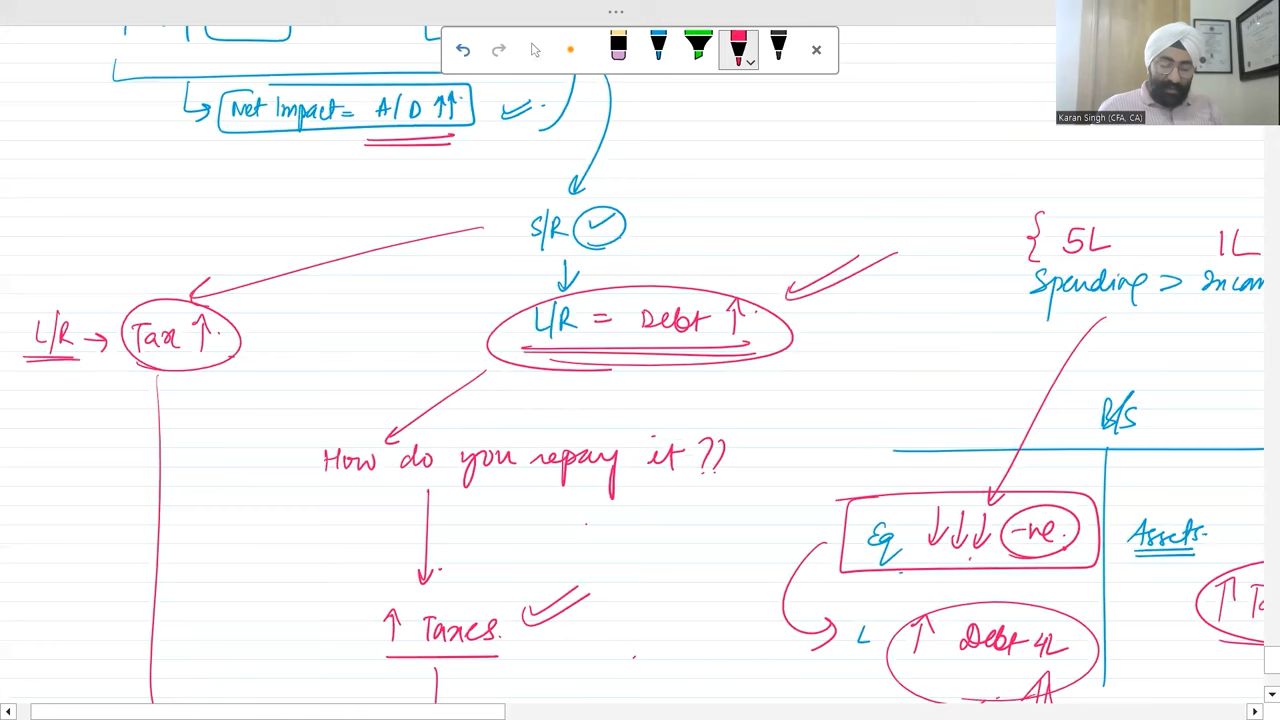 Net Impact = A/D ↑↑
Karan Singh (CFA, CA)
S/R
{ 5L 1L
Spending >
L/R → Tax ↑
L/R = Debt ↑
B/S
How do you repay it ??
Eq ↓↓↓ -ve.
Assets
↑ Taxes.
L ↑ Debt 4L